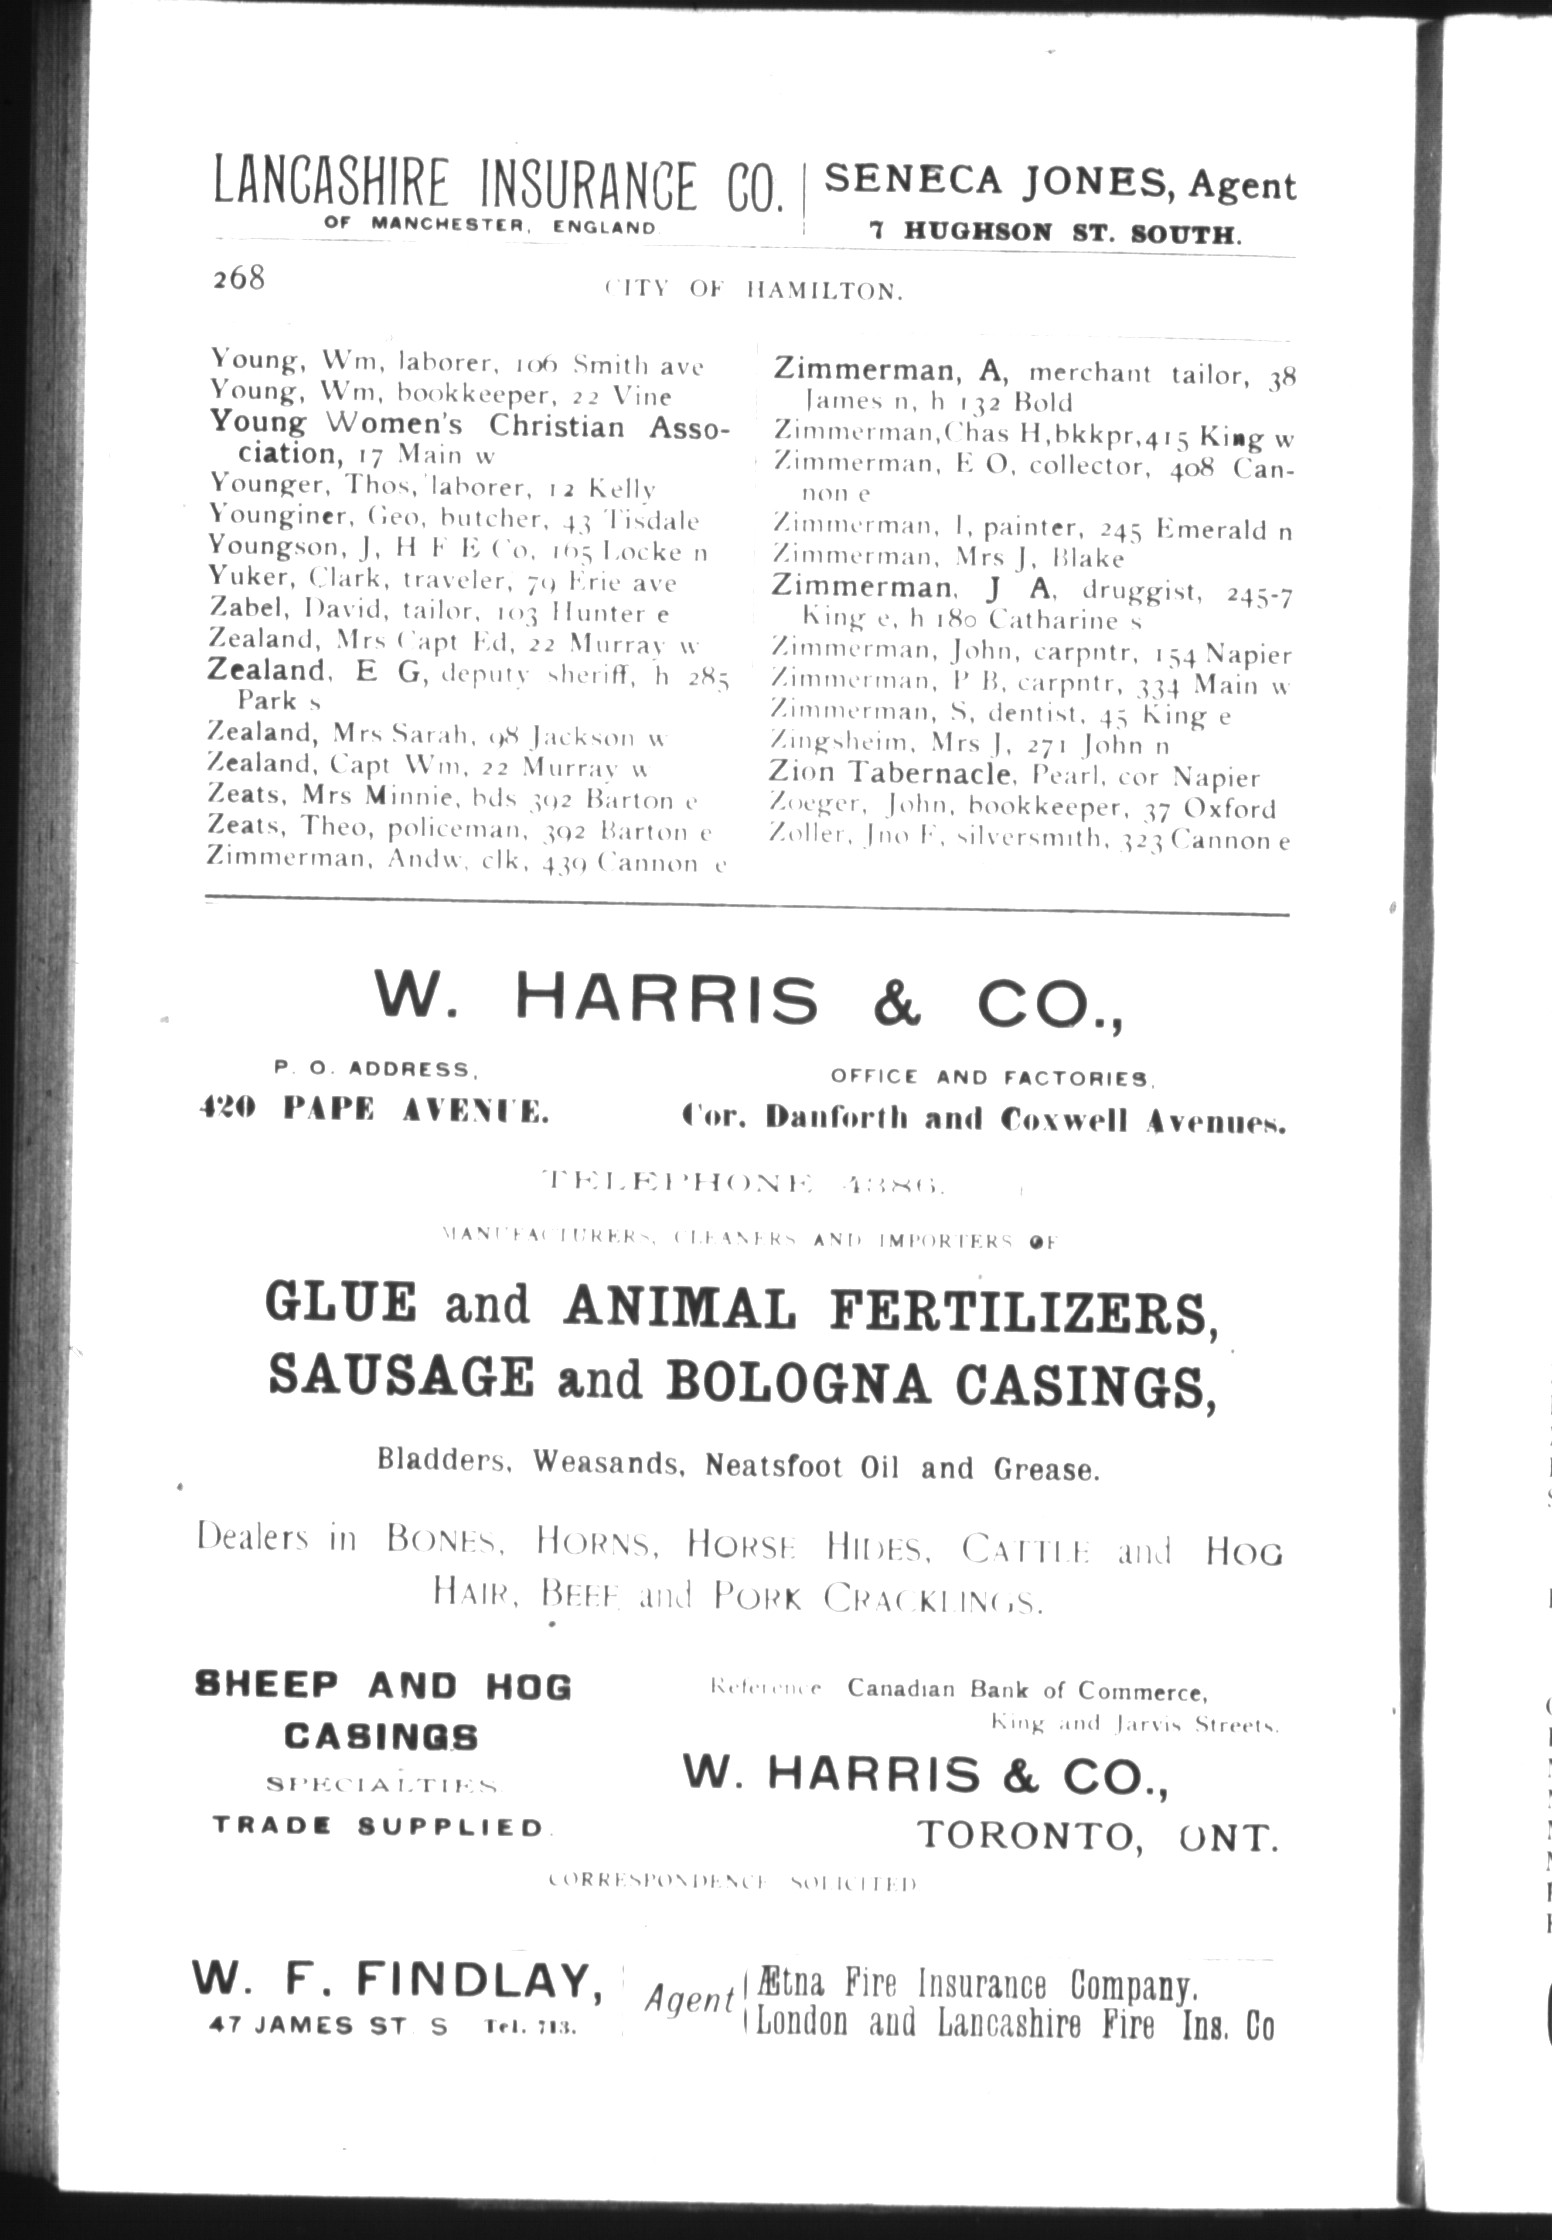 LANCASHIRE INSURANCE CO.
OF MANCHESTER, ENGLAND
SENECA JONES, Agent
7 HUGHSON ST. SOUTH.
268
CITY OF HAMILTON.
Young, Wm, laborer, 106 Smith ave
Young, Wm, bookkeeper, 22 Vine
Young Women's Christian Asso-
ciation, 17 Main w
Younger, Thos, laborer, 12 Kelly
Younginer, Geo, butcher, 43 Tisdale
Youngson, J, H F E Co, 165 Locke n
Yuker, Clark, traveler, 79 Erie ave
Zabel, David, tailor, 103 Hunter e
Zealand, Mrs Capt Ed, 22 Murray w
Zealand, E G, deputy sheriff, h 285
Park s
Zealand, Mrs Sarah, 98 Jackson w
Zealand, Capt Wm, 22 Murray w
Zeats, Mrs Minnie, bds 392 Barton e
Zeats, Theo, policeman, 392 Barton e
Zimmerman, Andw, clk, 439 Cannon e
Zimmerman, A, merchant tailor, 38
James n, h 132 Bold
Zimmerman, Chas H, bkkpr, 415 King w
Zimmerman, E O, collector, 408 Can-
non e
Zimmerman, I, painter, 245 Emerald n
Zimmerman, Mrs J, Blake
Zimmerman, J A, druggist, 245-7
King e, h 180 Catharine s
Zimmerman, John, carpntr, 154 Napier
Zimmerman, P B, carpntr, 334 Main w
Zimmerman, S, dentist, 45 King e
Zingsheim, Mrs J, 271 John n
Zion Tabernacle, Pearl, cor Napier
Zoeger, John, bookkeeper, 37 Oxford
Zoller, Jno F, silversmith, 323 Cannon e
W. HARRIS & CO.,
P. O. ADDRESS,
420 PAPE AVENUE.
OFFICE AND FACTORIES,
Cor. Danforth and Coxwell Avenues.
TELEPHONE 4386.
MANUFACTURERS, CLEANERS AND IMPORTERS OF
GLUE and ANIMAL FERTILIZERS,
SAUSAGE and BOLOGNA CASINGS,
Bladders, Weasands, Neatsfoot Oil and Grease.
Dealers in BONES, HORNS, HORSE HIDES, CATTLE and HOG
HAIR, BEEF and PORK CRACKLINGS.
SHEEP AND HOG
CASINGS
SPECIALTIES
TRADE SUPPLIED.
Reference Canadian Bank of Commerce,
King and Jarvis Streets.
W. HARRIS & CO.,
TORONTO, ONT.
CORRESPONDENCE SOLICITED
W. F. FINDLAY,
47 JAMES ST S Tel. 713.
Agent
Ætna Fire Insurance Company.
London and Lancashire Fire Ins. Co